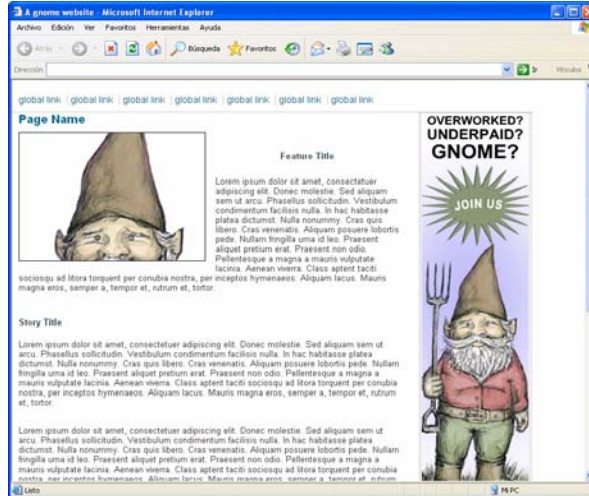 A gnome website - Microsoft Internet Explorer
Archivo Edición Ver Favoritos Herramientas Ayuda
Atrás Búsqueda Favoritos
Dirección Ir Vínculos
global link | global link | global link | global link | global link | global link | global link
Page Name
Feature Title
Lorem ipsum dolor sit amet, consectetuer
adipiscing elit. Donec molestie. Sed aliquam
sem ut arcu. Phasellus sollicitudin. Vestibulum
condimentum facilisis nulla. In hac habitasse
platea dictumst. Nulla nonummy. Cras quis
libero. Cras venenatis. Aliquam posuere lobortis
pede. Nullam fringilla urna id leo. Praesent
aliquet pretium erat. Praesent non odio.
Pellentesque a magna a mauris vulputate
lacinia. Aenean viverra. Class aptent taciti
sociosqu ad litora torquent per conubia nostra, per inceptos hymenaeos. Aliquam lacus. Mauris
magna eros, semper a, tempor et, rutrum et, tortor.
Story Title
Lorem ipsum dolor sit amet, consectetuer adipiscing elit. Donec molestie. Sed aliquam sem ut
arcu. Phasellus sollicitudin. Vestibulum condimentum facilisis nulla. In hac habitasse platea
dictumst. Nulla nonummy. Cras quis libero. Cras venenatis. Aliquam posuere lobortis pede. Nullam
fringilla urna id leo. Praesent aliquet pretium erat. Praesent non odio. Pellentesque a magna a
mauris vulputate lacinia. Aenean viverra. Class aptent taciti sociosqu ad litora torquent per conubia
nostra, per inceptos hymenaeos. Aliquam lacus. Mauris magna eros, semper a, tempor et, rutrum
et, tortor.
Lorem ipsum dolor sit amet, consectetuer adipiscing elit. Donec molestie. Sed aliquam sem ut
arcu. Phasellus sollicitudin. Vestibulum condimentum facilisis nulla. In hac habitasse platea
dictumst. Nulla nonummy. Cras quis libero. Cras venenatis. Aliquam posuere lobortis pede. Nullam
fringilla urna id leo. Praesent aliquet pretium erat. Praesent non odio. Pellentesque a magna a
mauris vulputate lacinia. Aenean viverra. Class aptent taciti sociosqu ad litora torquent per conubia
nostra, per inceptos hymenaeos. Aliquam lacus. Mauris magna eros, semper a, tempor et, rutrum
OVERWORKED?
UNDERPAID?
GNOME?
JOIN US
Listo Mi PC